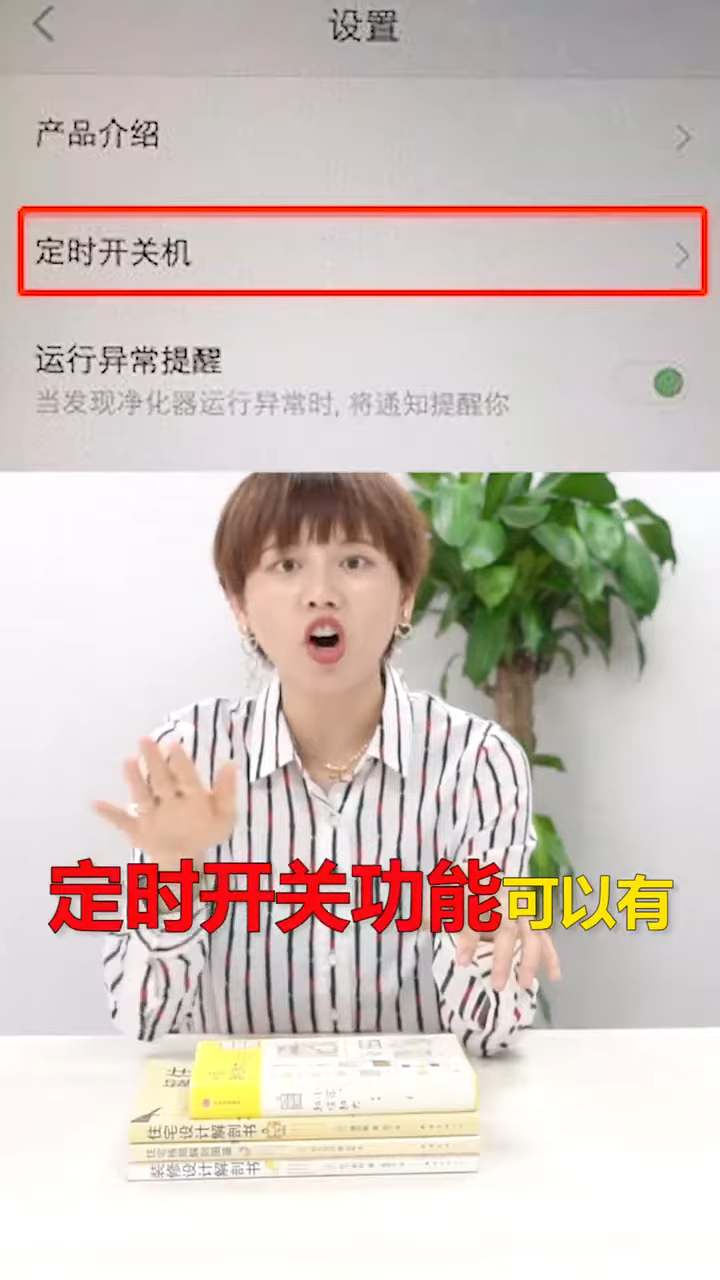 设置
产品介绍
定时开关机
运行异常提醒
当发现净化器运行异常时, 将通知提醒你
定时开关功能可以有
住宅设计解剖书
装修设计解剖书